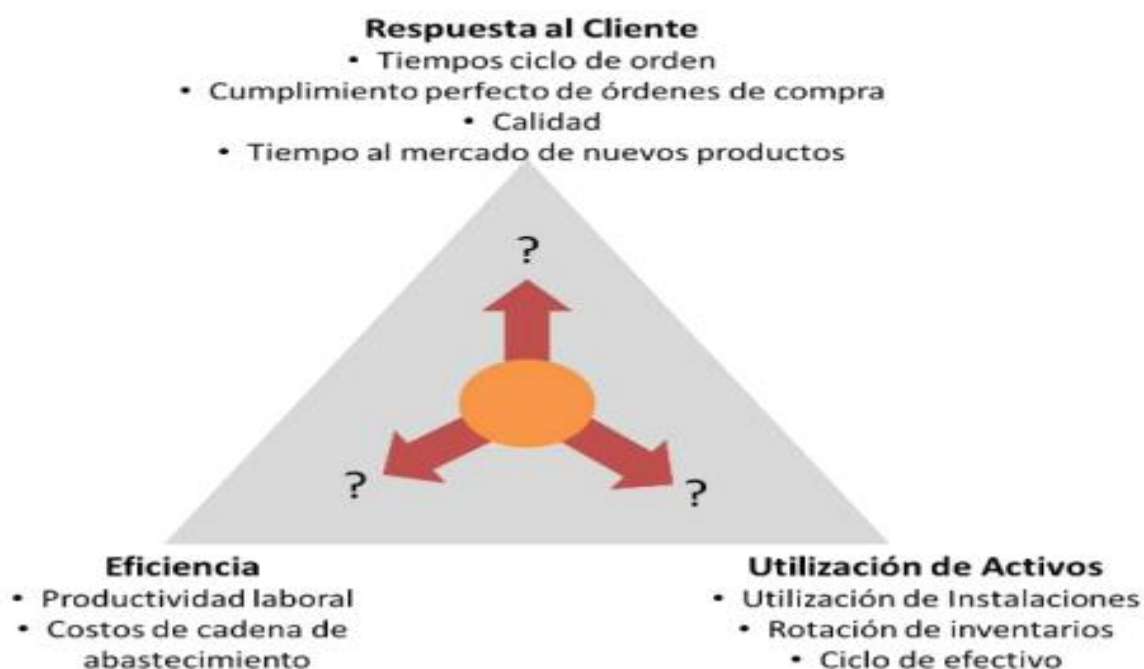 Respuesta al Cliente
• Tiempos ciclo de orden
• Cumplimiento perfecto de órdenes de compra
• Calidad
• Tiempo al mercado de nuevos productos
?
?
?
Eficiencia
• Productividad laboral
• Costos de cadena de
abastecimiento
Utilización de Activos
• Utilización de Instalaciones
• Rotación de inventarios
• Ciclo de efectivo